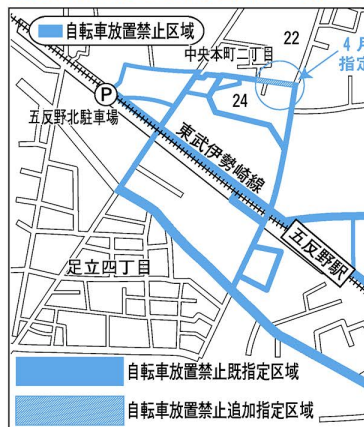 自転車放置禁止区域
22
4月
指定
中央本町二丁目
24
P
五反野北駐車場
東武伊勢崎線
五反野駅
足立四丁目
自転車放置禁止既指定区域
自転車放置禁止追加指定区域